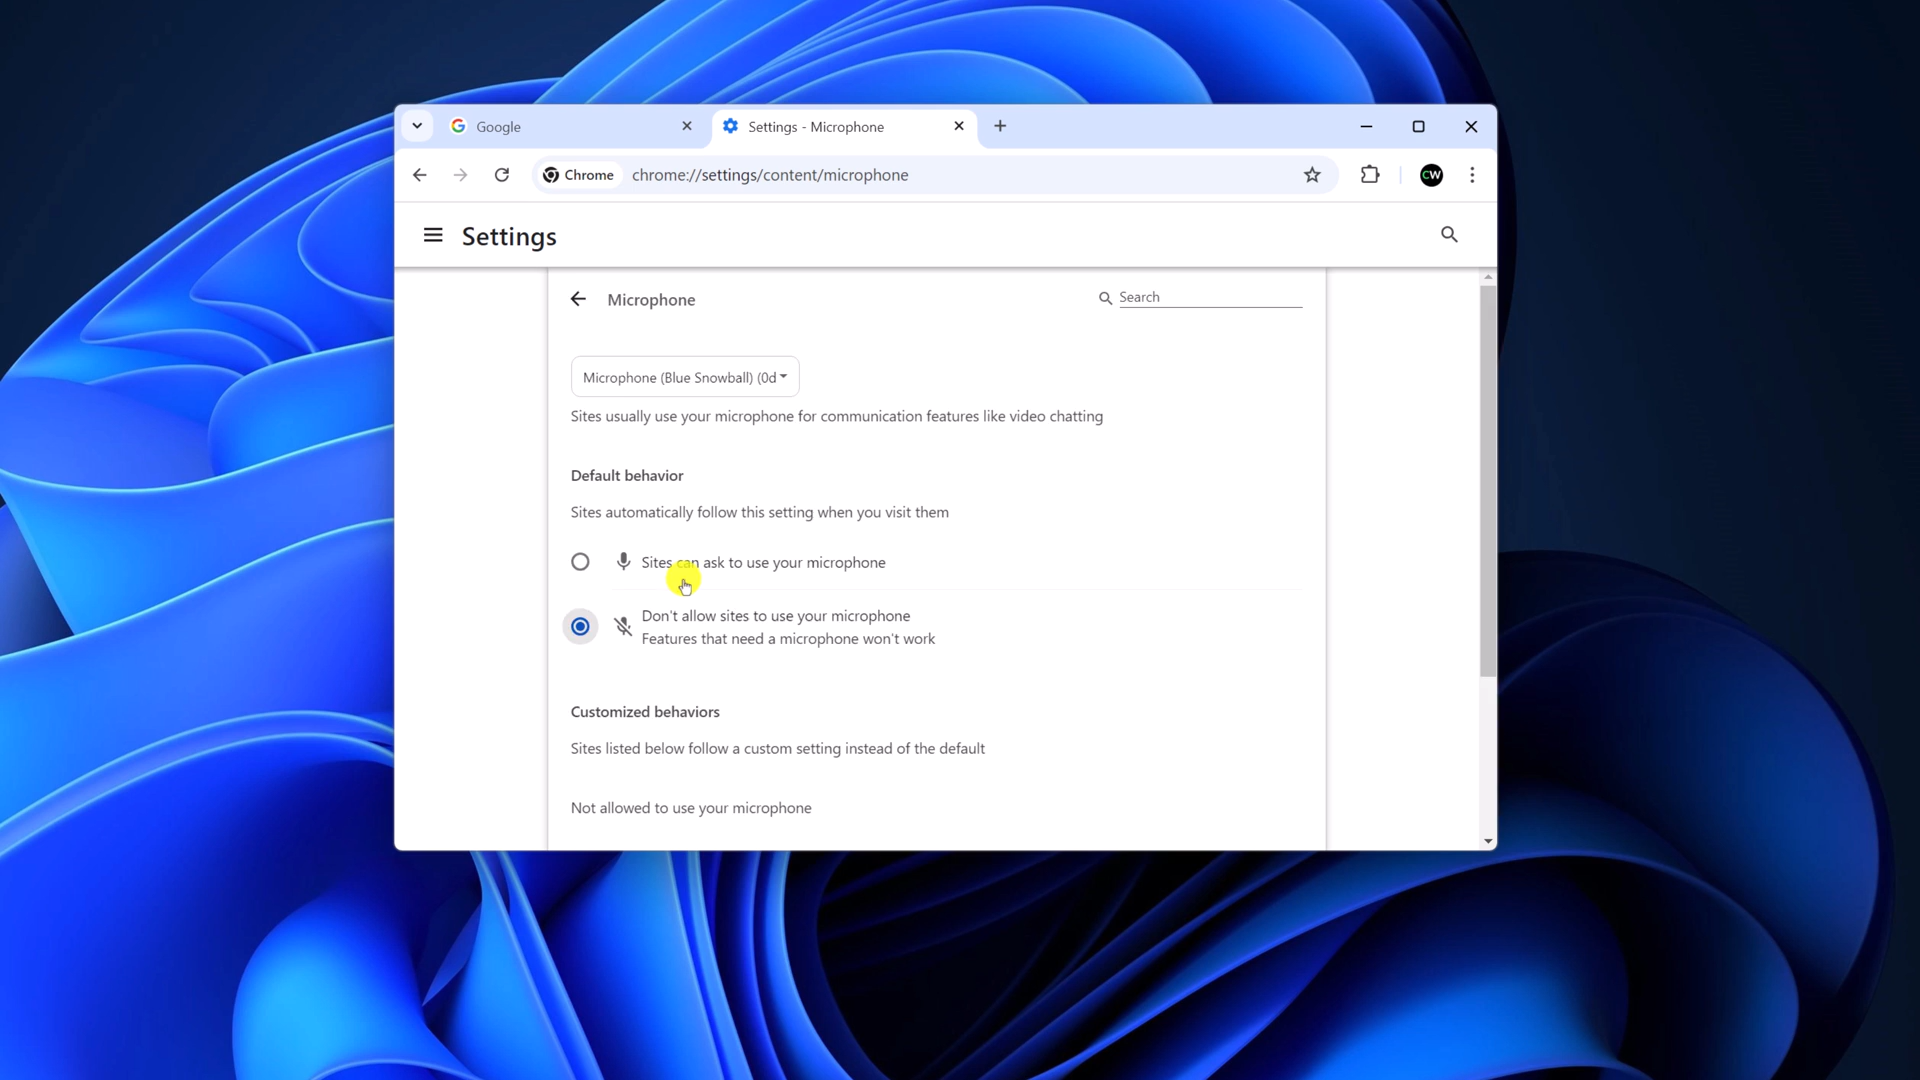 Google
Settings - Microphone
Chrome
chrome://settings/content/microphone
CW
Settings
Microphone
Search
Microphone (Blue Snowball) (0d
Sites usually use your microphone for communication features like video chatting
Default behavior
Sites automatically follow this setting when you visit them
Sites can ask to use your microphone
Don't allow sites to use your microphone
Features that need a microphone won't work
Customized behaviors
Sites listed below follow a custom setting instead of the default
Not allowed to use your microphone